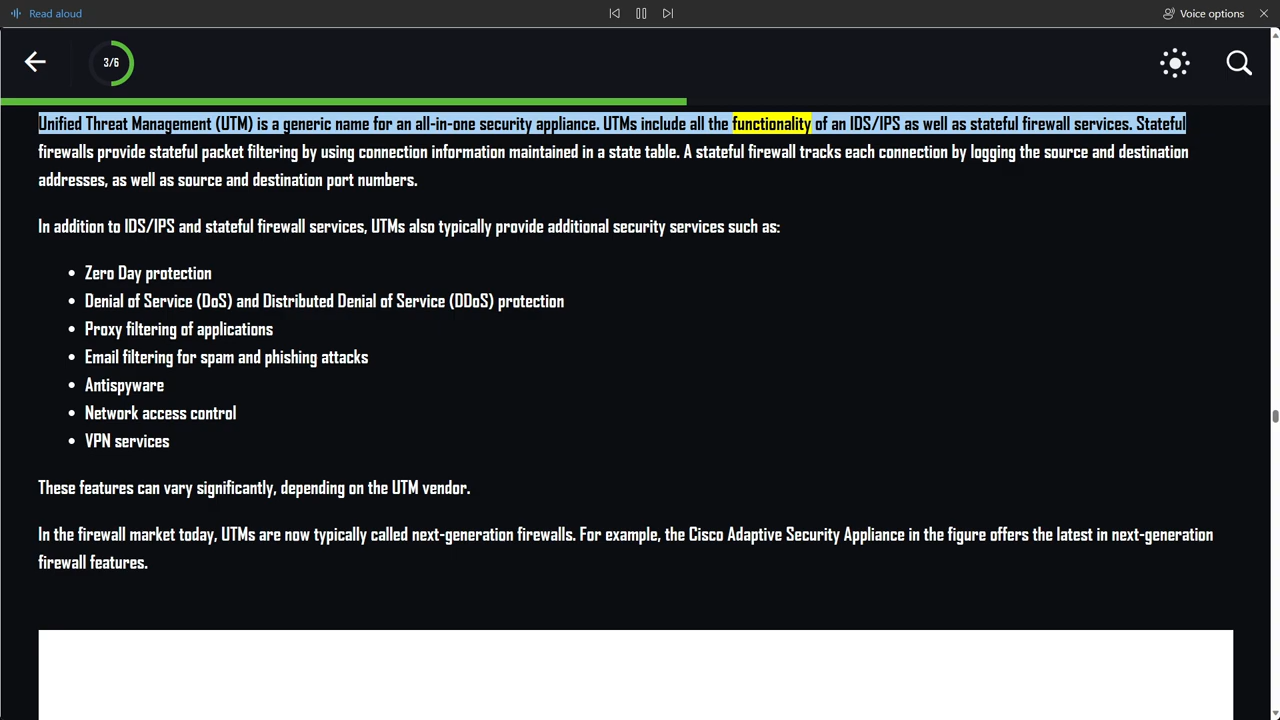 Read aloud
Voice options
3/6
Unified Threat Management (UTM) is a generic name for an all-in-one security appliance. UTMs include all the functionality of an IDS/IPS as well as stateful firewall services. Stateful
firewalls provide stateful packet filtering by using connection information maintained in a state table. A stateful firewall tracks each connection by logging the source and destination
addresses, as well as source and destination port numbers.
In addition to IDS/IPS and stateful firewall services, UTMs also typically provide additional security services such as:
• Zero Day protection
• Denial of Service (DoS) and Distributed Denial of Service (DDoS) protection
• Proxy filtering of applications
• Email filtering for spam and phishing attacks
• Antispyware
• Network access control
• VPN services
These features can vary significantly, depending on the UTM vendor.
In the firewall market today, UTMs are now typically called next-generation firewalls. For example, the Cisco Adaptive Security Appliance in the figure offers the latest in next-generation
firewall features.